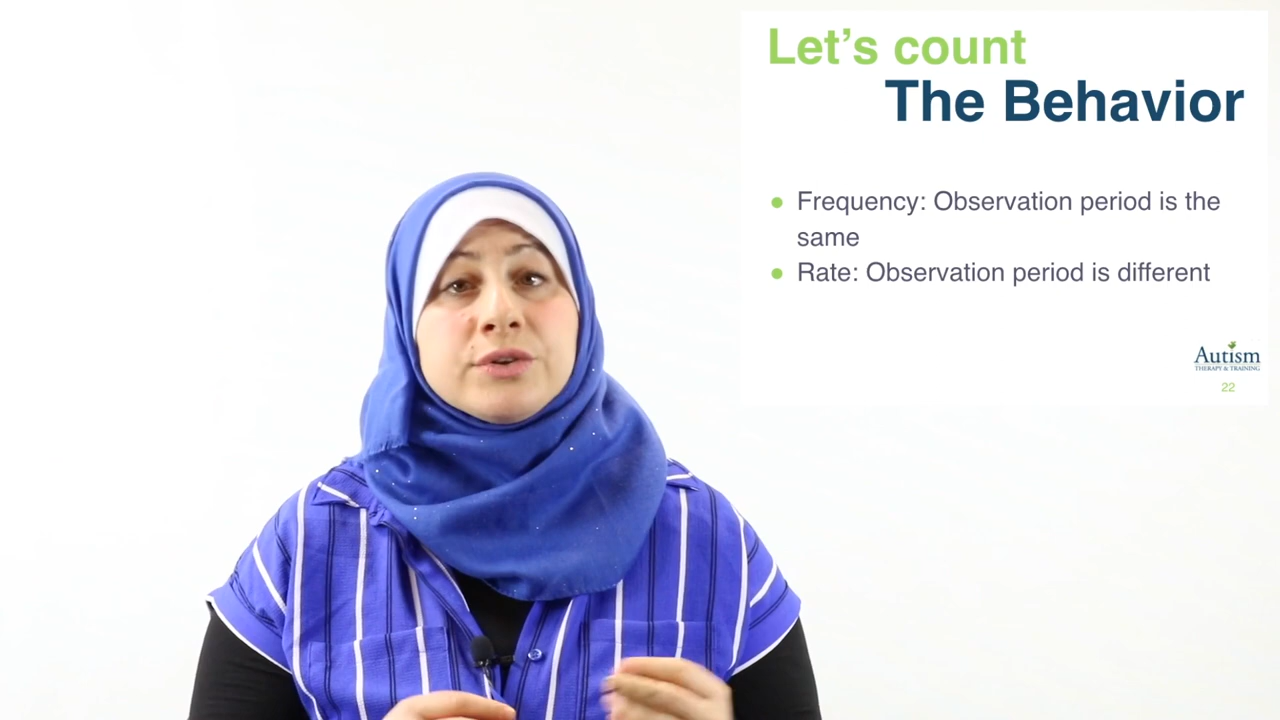 Let's count
The Behavior
● Frequency: Observation period is the
same
● Rate: Observation period is different
Autism
THERAPY & TRAINING
22